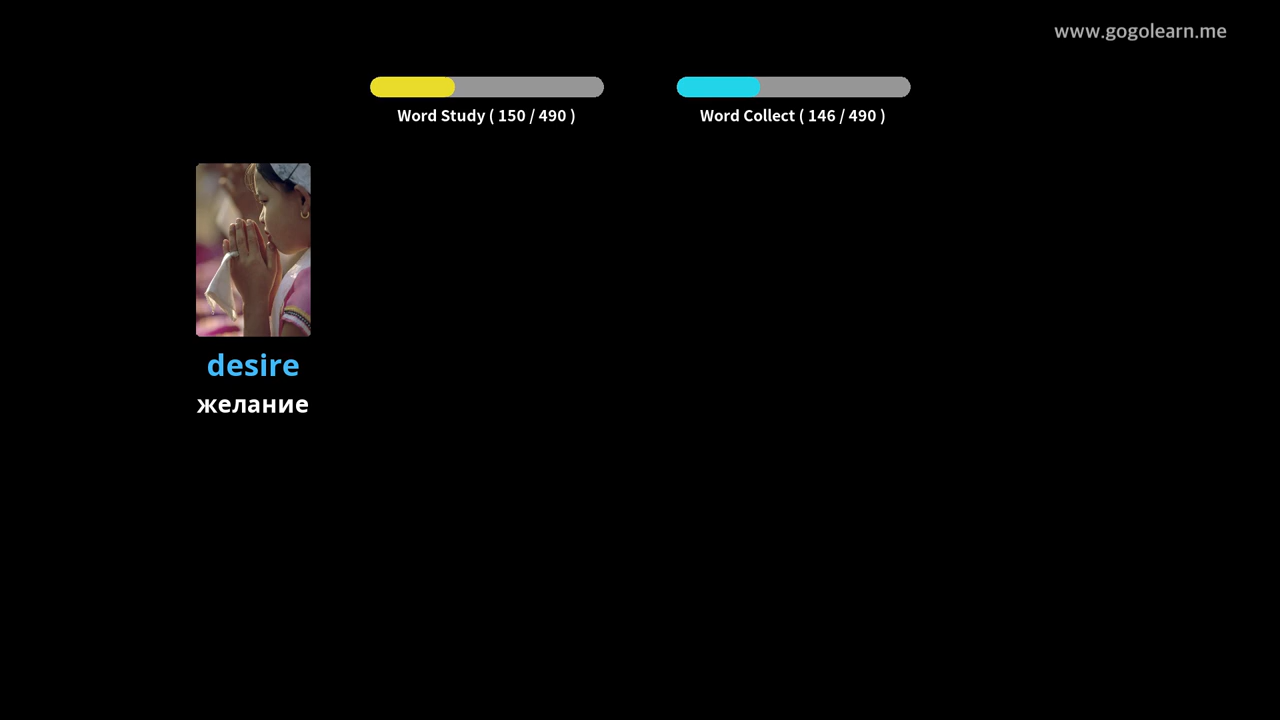 www.gogolearn.me
Word Study ( 150 / 490 )
Word Collect ( 146 / 490 )
desire
желание